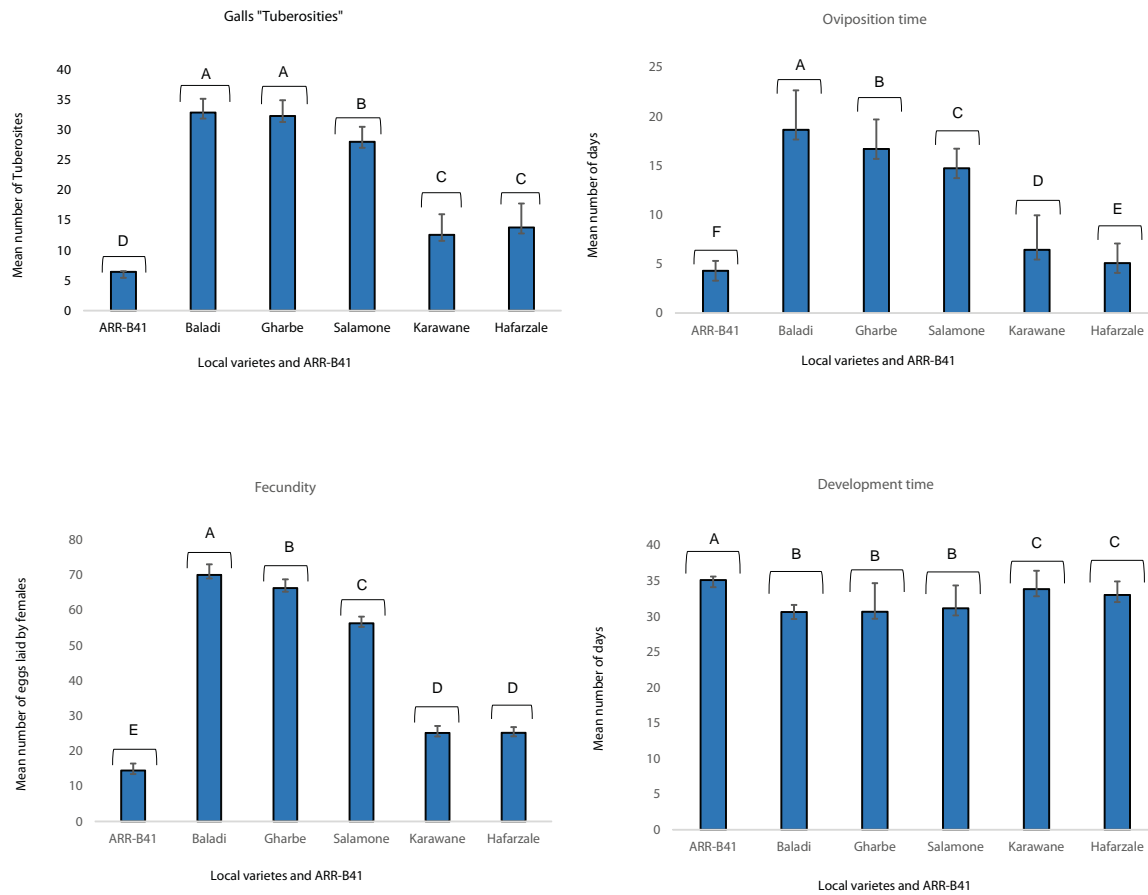 Galls "Tuberosities"
Mean number of Tuberosites
40
35
30
25
20
15
10
5
0
D
A
A
B
C
C
ARR-B41 Baladi Gharbe Salamone Karawane Hafarzale
Local varietes and ARR-B41
Oviposition time
Mean number of days
25
20
15
10
5
0
F
A
B
C
D
E
ARR-B41 Baladi Gharbe Salamone Karawane Hafarzale
Local varietes and ARR-B41
Fecundity
Mean number of eggs laid by females
80
70
60
50
40
30
20
10
0
E
A
B
C
D
D
ARR-B41 Baladi Gharbe Salamone Karawane Hafarzale
Local varietes and ARR-B41
Development time
Mean number of days
40
35
30
25
20
15
10
5
0
A
B
B
B
C
C
ARR-B41 Baladi Gharbe Salamone Karawane Hafarzale
Local varietes and ARR-B41